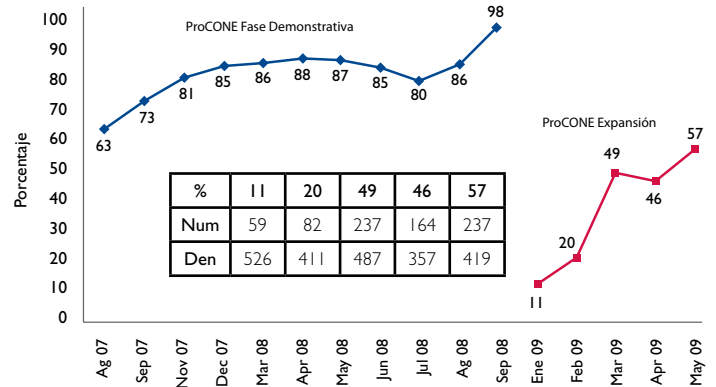 ProCONE Fase Demonstrativa
100
90
80
70
60
50
40
30
20
10
0
Porcentaje
63
73
81
85
86
88
87
85
80
86
98
ProCONE Expansión
11
20
49
46
57
% 11 20 49 46 57
Num 59 82 237 164 237
Den 526 411 487 357 419
Ag 07
Sep 07
Nov 07
Dec 07
Mar 08
Apr 08
May 08
Jun 08
Jul 08
Ag 08
Sep 08
Ene 09
Feb 09
Mar 09
Apr 09
May 09